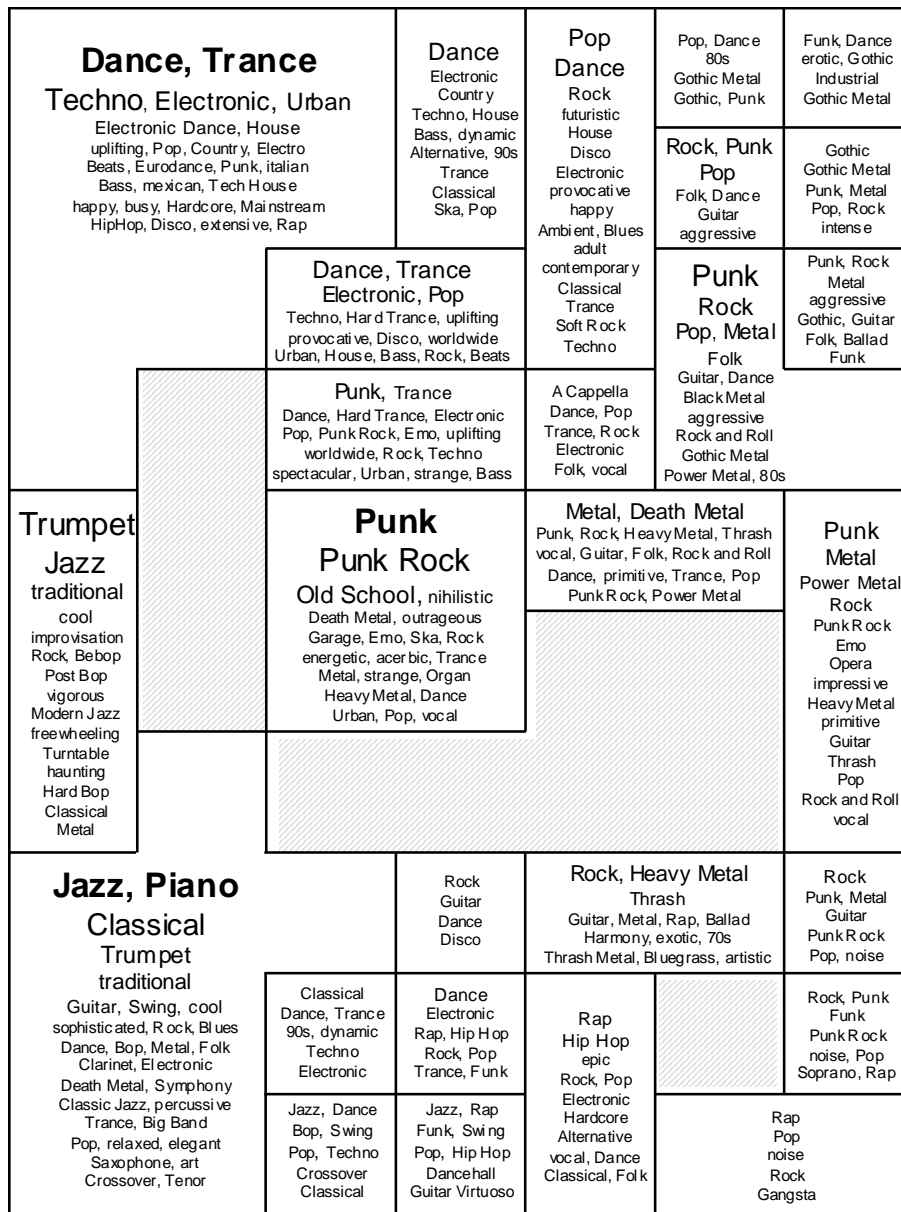 Dance, Trance
Techno, Electronic, Urban
Electronic Dance, House
uplifting, Pop, Country, Electro
Beats, Eurodance, Punk, italian
Bass, mexican, Tech House
happy, busy, Hardcore, Mainstream
HipHop, Disco, extensive, Rap
Dance
Electronic
Country
Techno, House
Bass, dynamic
Alternative, 90s
Trance
Classical
Ska, Pop
Pop
Dance
Rock
futuristic
House
Disco
Electronic
provocative
happy
Ambient, Blues
adult
contemporary
Classical
Trance
Soft Rock
Techno
Pop, Dance
80s
Gothic Metal
Gothic, Punk
Funk, Dance
erotic, Gothic
Industrial
Gothic Metal
Rock, Punk
Pop
Folk, Dance
Guitar
aggressive
Gothic
Gothic Metal
Punk, Metal
Pop, Rock
intense
Dance, Trance
Electronic, Pop
Techno, Hard Trance, uplifting
provocative, Disco, worldwide
Urban, House, Bass, Rock, Beats
Punk
Rock
Pop, Metal
Folk
Guitar, Dance
Black Metal
aggressive
Rock and Roll
Gothic Metal
Power Metal, 80s
Punk, Rock
Metal
aggressive
Gothic, Guitar
Folk, Ballad
Funk
Punk, Trance
Dance, Hard Trance, Electronic
Pop, Punk Rock, Emo, uplifting
worldwide, Rock, Techno
spectacular, Urban, strange, Bass
A Cappella
Dance, Pop
Trance, Rock
Electronic
Folk, vocal
Trumpet
Jazz
traditional
cool
improvisation
Rock, Bebop
Post Bop
vigorous
Modern Jazz
freewheeling
Turntable
haunting
Hard Bop
Classical
Metal
Punk
Punk Rock
Old School, nihilistic
Death Metal, outrageous
Garage, Emo, Ska, Rock
energetic, acerbic, Trance
Metal, strange, Organ
Heavy Metal, Dance
Urban, Pop, vocal
Metal, Death Metal
Punk, Rock, Heavy Metal, Thrash
vocal, Guitar, Folk, Rock and Roll
Dance, primitive, Trance, Pop
Punk Rock, Power Metal
Punk
Metal
Power Metal
Rock
Punk Rock
Emo
Opera
impressive
Heavy Metal
primitive
Guitar
Thrash
Pop
Rock and Roll
vocal
Jazz, Piano
Classical
Trumpet
traditional
Guitar, Swing, cool
sophisticated, Rock, Blues
Dance, Bop, Metal, Folk
Clarinet, Electronic
Death Metal, Symphony
Classic Jazz, percussive
Trance, Big Band
Pop, relaxed, elegant
Saxophone, art
Crossover, Tenor
Rock
Guitar
Dance
Disco
Rock, Heavy Metal
Thrash
Guitar, Metal, Rap, Ballad
Harmony, exotic, 70s
Thrash Metal, Bluegrass, artistic
Rock
Punk, Metal
Guitar
Punk Rock
Pop, noise
Classical
Dance, Trance
90s, dynamic
Techno
Electronic
Dance
Electronic
Rap, Hip Hop
Rock, Pop
Trance, Funk
Rap
Hip Hop
epic
Rock, Pop
Electronic
Hardcore
Alternative
vocal, Dance
Classical, Folk
Rock, Punk
Funk
Punk Rock
noise, Pop
Soprano, Rap
Jazz, Dance
Bop, Swing
Pop, Techno
Crossover
Classical
Jazz, Rap
Funk, Swing
Pop, Hip Hop
Dancehall
Guitar Virtuoso
Rap
Pop
noise
Rock
Gangsta